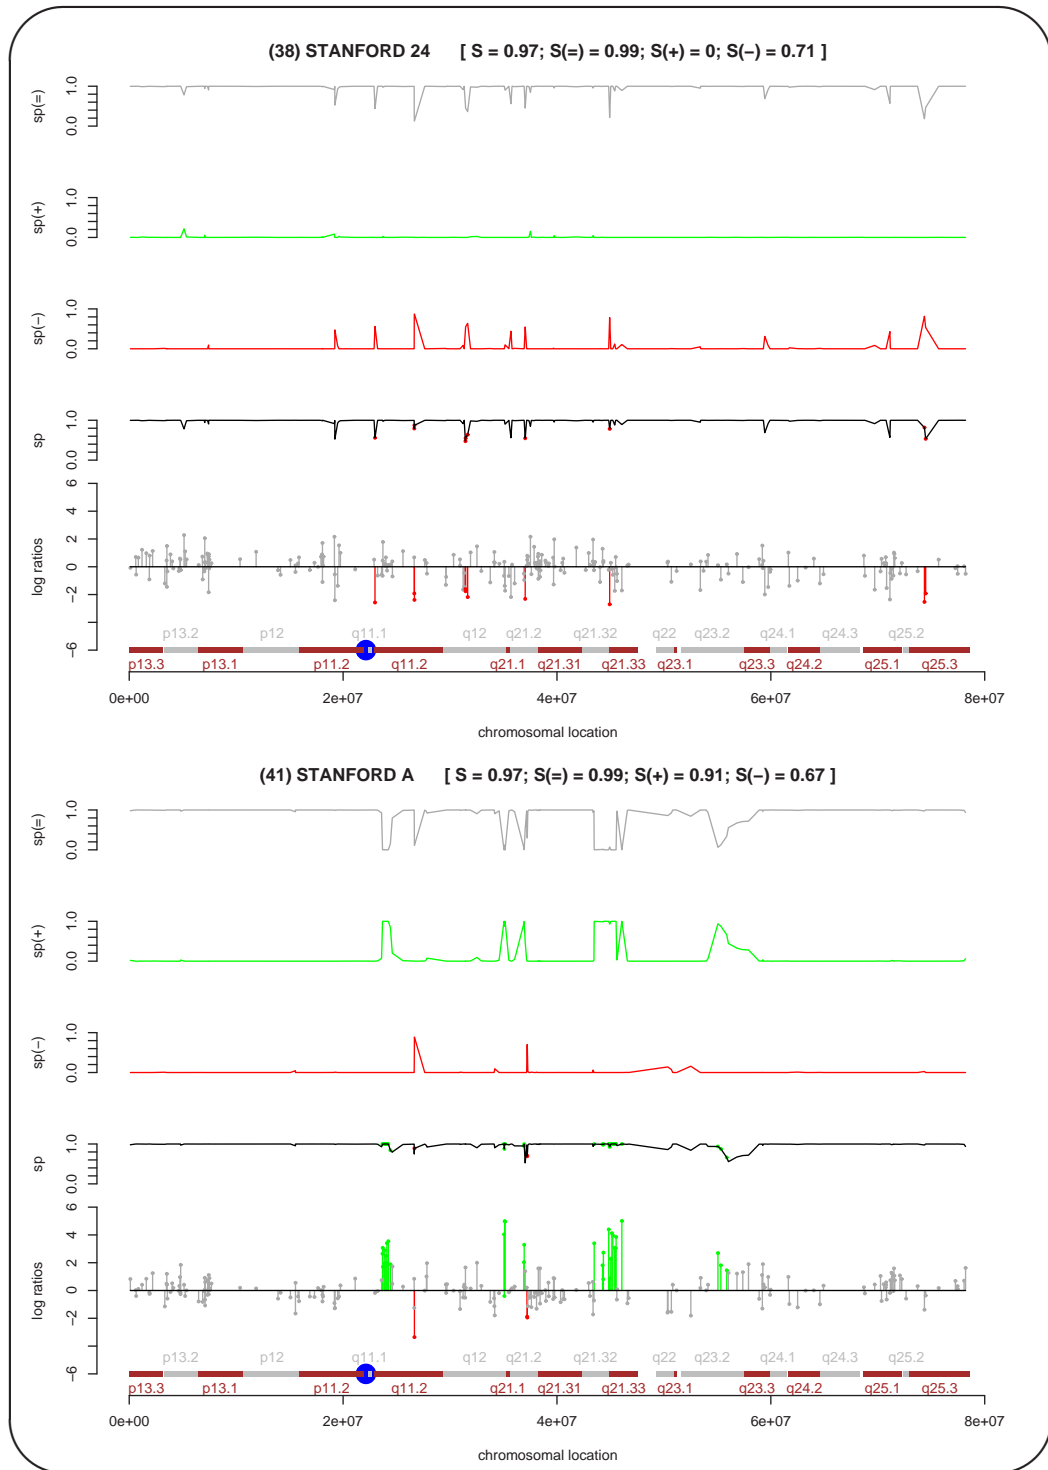 (38) STANFORD 24 [ S = 0.97; S(=) = 0.99; S(+) = 0; S(−) = 0.71 ]
sp(=)
0.0 1.0
sp(+)
0.0 1.0
sp(−)
0.0 1.0
sp
0.0 1.0
log ratios
6
4
2
0
−2
−4
−6
p13.2 p12 q11.1 q12 q21.2 q21.32 q22 q23.2 q24.1 q24.3 q25.2
p13.3 p13.1 p11.2 q11.2 q21.1 q21.31 q21.33 q23.1 q23.3 q24.2 q25.1 q25.3
0e+00 2e+07 4e+07 6e+07 8e+07
chromosomal location
(41) STANFORD A [ S = 0.97; S(=) = 0.99; S(+) = 0.91; S(−) = 0.67 ]
sp(=)
0.0 1.0
sp(+)
0.0 1.0
sp(−)
0.0 1.0
sp
0.0 1.0
log ratios
6
4
2
0
−2
−4
−6
p13.2 p12 q11.1 q12 q21.2 q21.32 q22 q23.2 q24.1 q24.3 q25.2
p13.3 p13.1 p11.2 q11.2 q21.1 q21.31 q21.33 q23.1 q23.3 q24.2 q25.1 q25.3
0e+00 2e+07 4e+07 6e+07 8e+07
chromosomal location